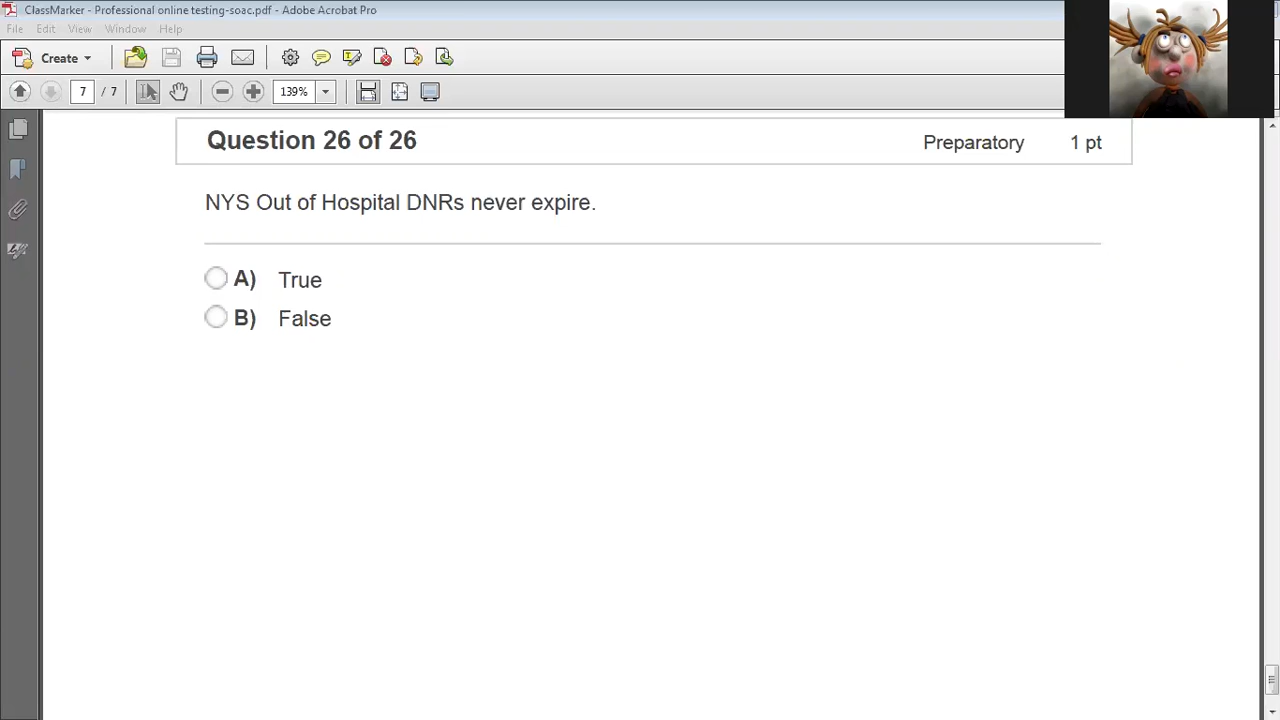 ClassMarker - Professional online testing-soac.pdf - Adobe Acrobat Pro
File Edit View Window Help
Create
7 / 7 139%
Question 26 of 26 Preparatory 1 pt
NYS Out of Hospital DNRs never expire.
A) True
B) False